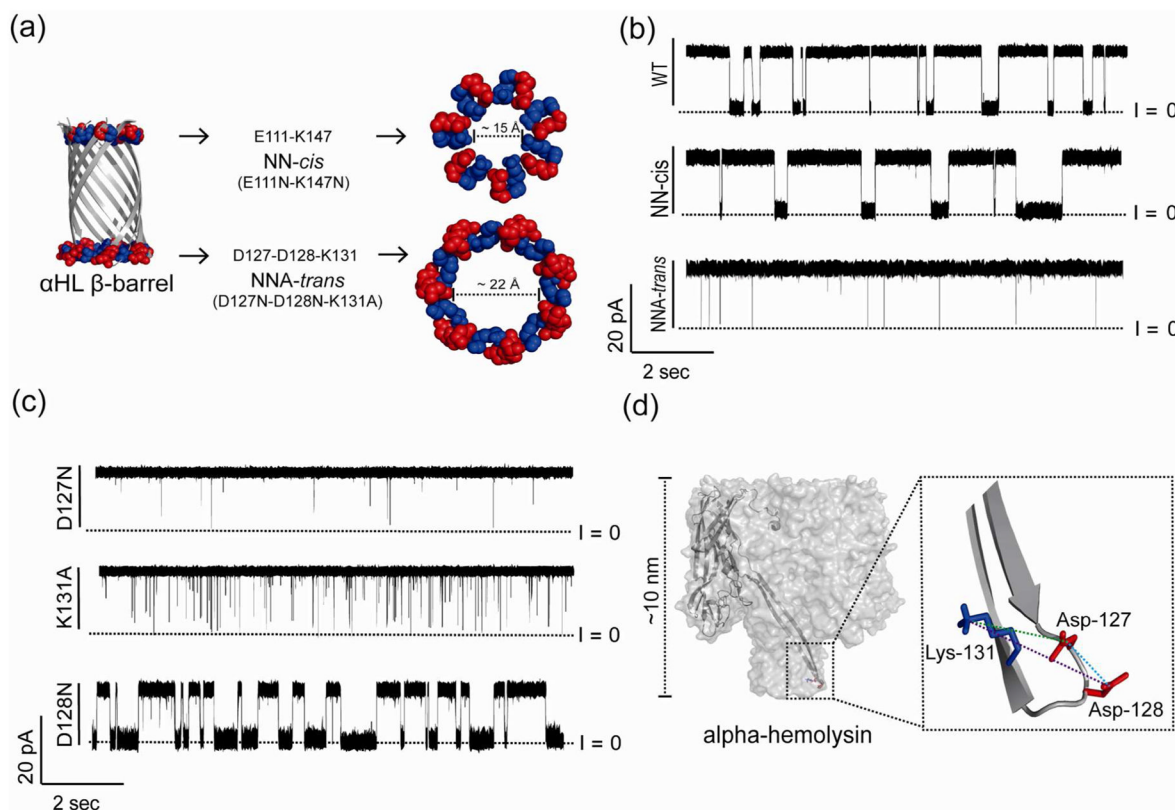 (a)
αHL β-barrel
E111-K147
NN-cis
(E111N-K147N)
~ 15 Å
D127-D128-K131
NNA-trans
(D127N-D128N-K131A)
~ 22 Å
(b)
WT
I = 0
NN-cis
I = 0
NNA-trans
I = 0
20 pA
2 sec
(c)
D127N
I = 0
K131A
I = 0
D128N
I = 0
20 pA
2 sec
(d)
~10 nm
alpha-hemolysin
Lys-131
Asp-127
Asp-128